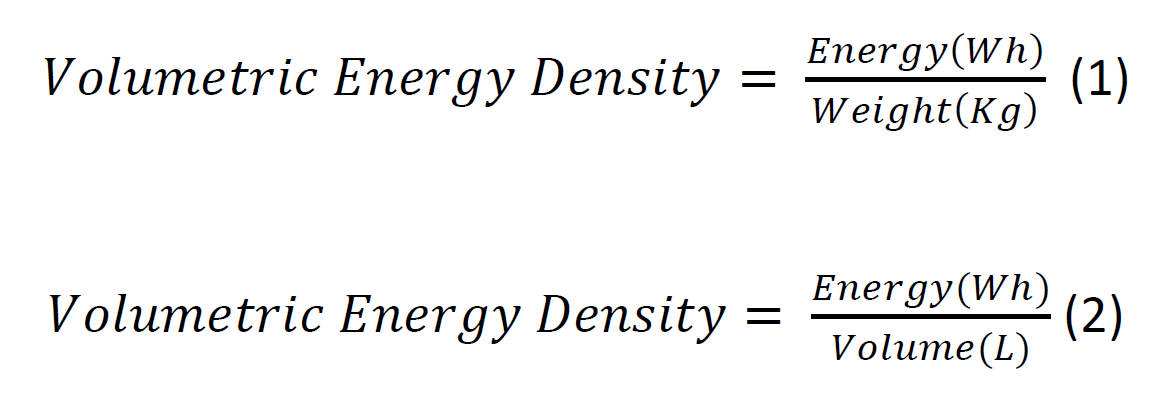 Volumetric Energy Density = Energy(Wh)/Weight(Kg) (1)
Volumetric Energy Density = Energy(Wh)/Volume(L) (2)